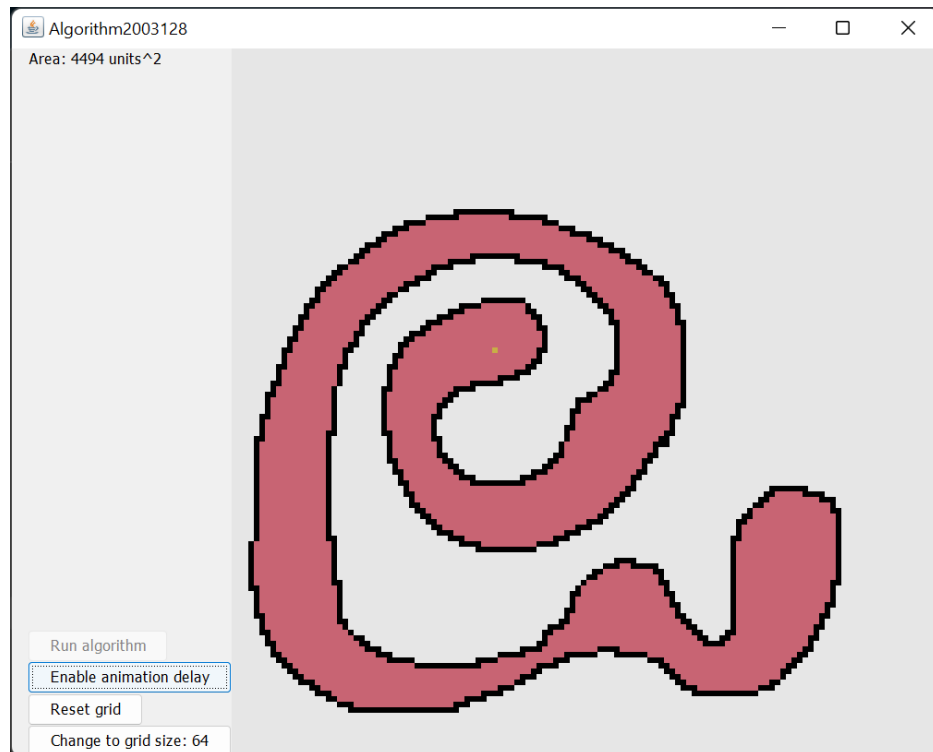 Algorithm2003128
Area: 4494 units^2
Run algorithm
Enable animation delay
Reset grid
Change to grid size: 64